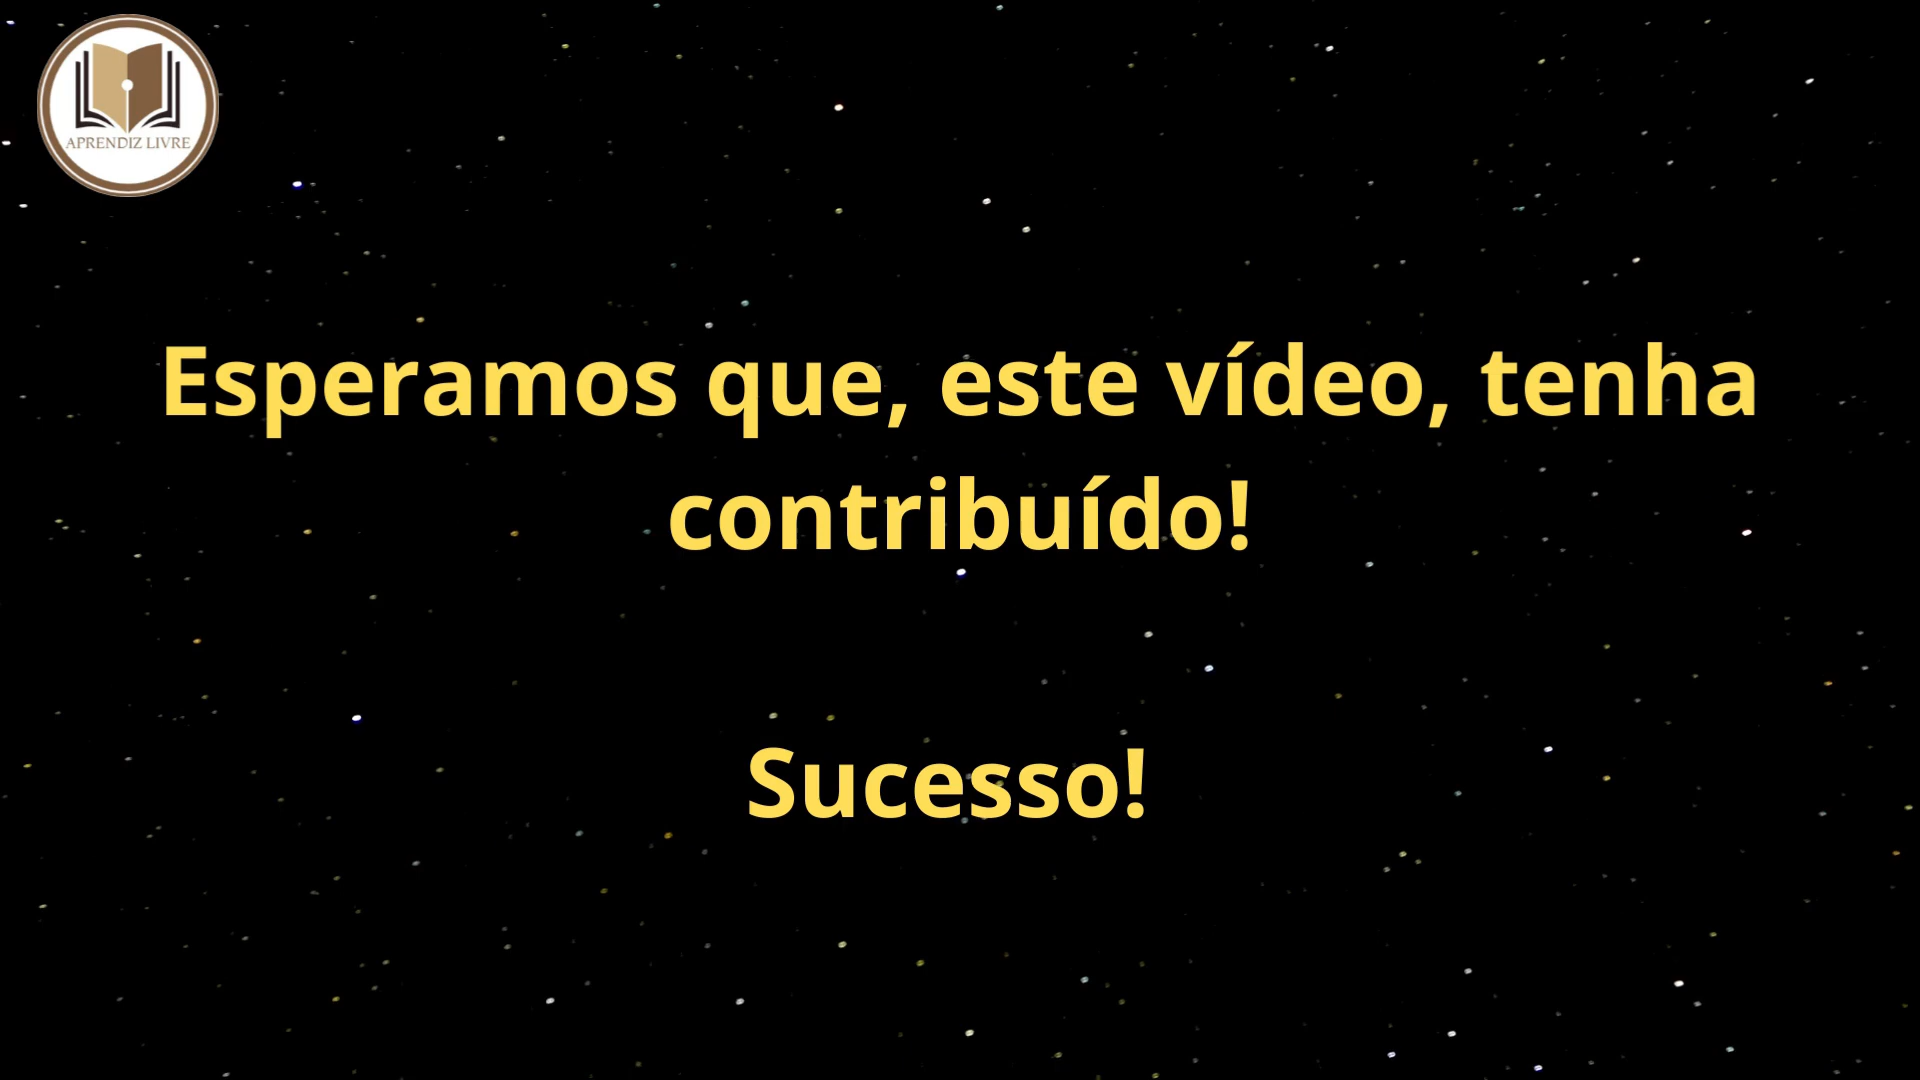 APRENDIZ LIVRE
Esperamos que, este vídeo, tenha
contribuído!
Sucesso!